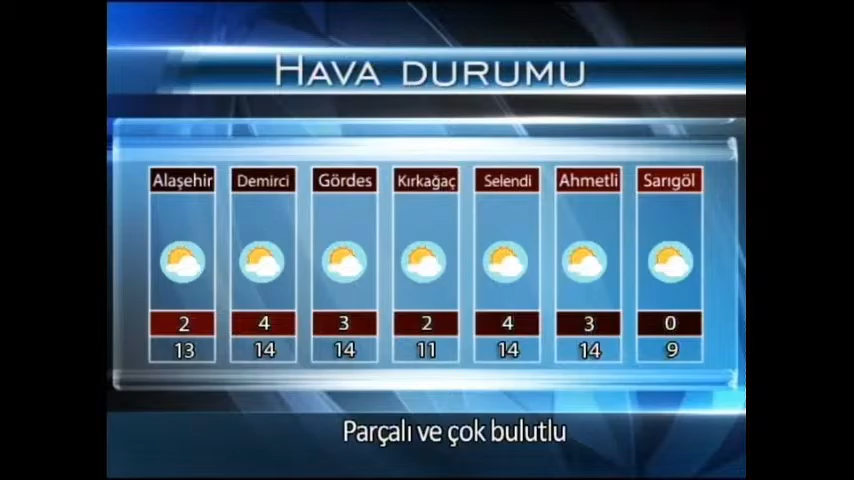 HAVA DURUMU
Alaşehir Demirci Gördes Kırkağaç Selendi Ahmetli Sarıgöl
2 4 3 2 4 3 0
13 14 14 11 14 14 9
Parçalı ve çok bulutlu